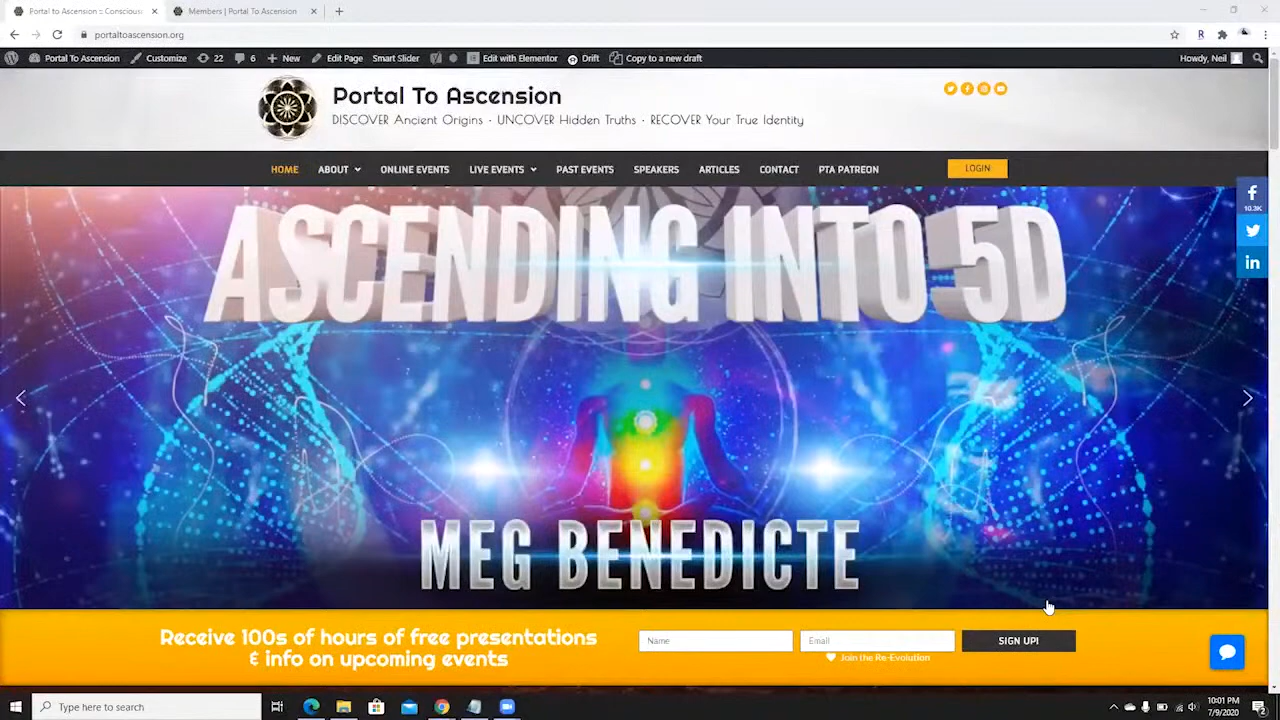 Portal to Ascension :: Consciousn
Members | Portal To Ascension
portaltoascension.org
R
Portal To Ascension
Customize
22
6
New
Edit Page
Smart Slider
Edit with Elementor
Drift
Copy to a new draft
Howdy, Neil
Portal To Ascension
DISCOVER Ancient Origins · UNCOVER Hidden Truths · RECOVER Your True Identity
HOME
ABOUT
ONLINE EVENTS
LIVE EVENTS
PAST EVENTS
SPEAKERS
ARTICLES
CONTACT
PTA PATREON
LOGIN
10.3K
ASCENDING INTO 5D
MEG BENEDICTE
Receive 100s of hours of free presentations
& info on upcoming events
Name
Email
SIGN UP!
Join the Re-Evolution
Type here to search
10:01 PM
7/9/2020
2